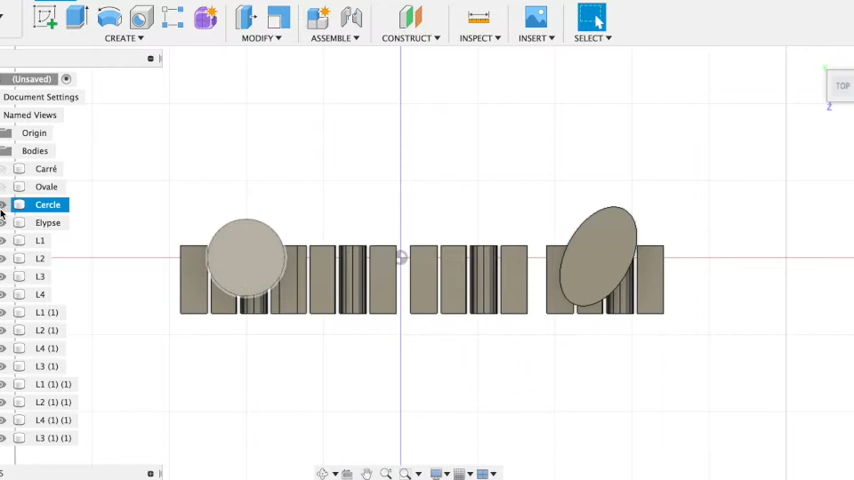 CREATE MODIFY ASSEMBLE CONSTRUCT INSPECT INSERT SELECT
(Unsaved)
TOP
Z
Document Settings
Named Views
Origin
Bodies
Carré
Ovale
Cercle
Elypse
L1
L2
L3
L4
L1 (1)
L2 (1)
L4 (1)
L3 (1)
L1 (1) (1)
L2 (1) (1)
L4 (1) (1)
L3 (1) (1)